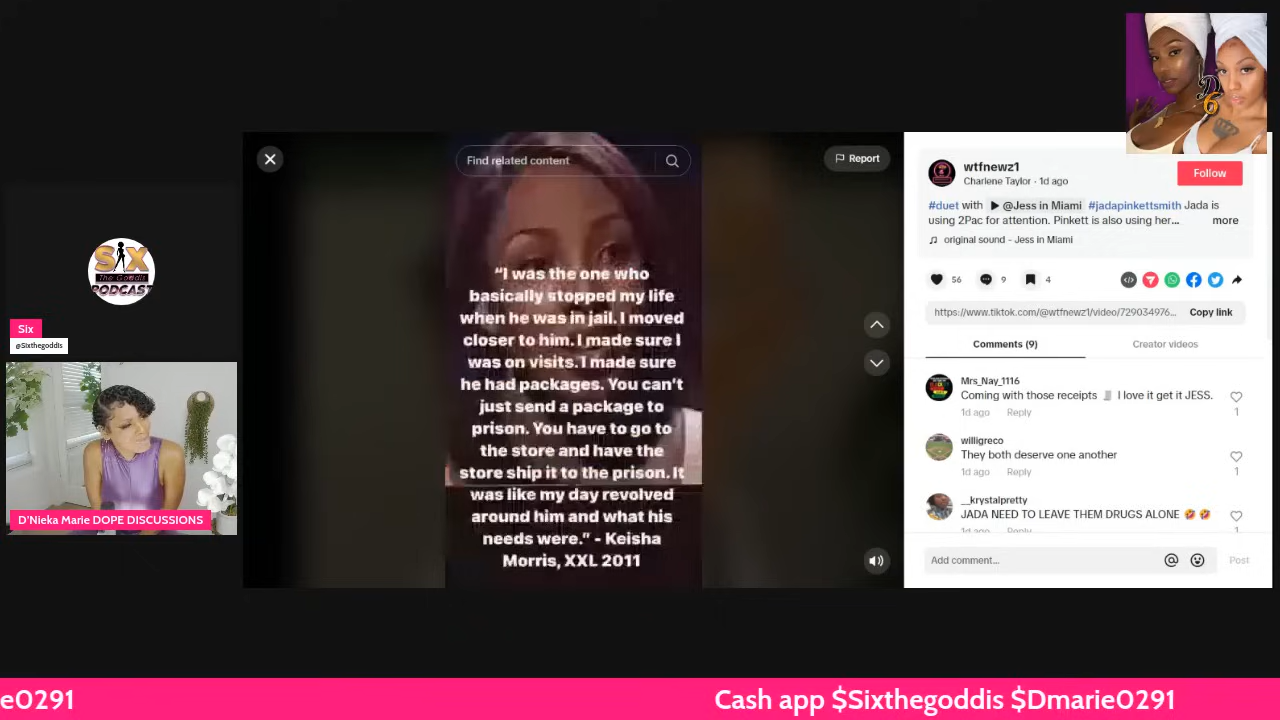 D
6
Find related content
Report
wtfnewz1
Charlene Taylor · 1d ago
Follow
#duet with ▶ @Jess in Miami #jadapinkettsmith Jada is
using 2Pac for attention. Pinkett is also using her... more
♫ original sound - Jess in Miami
56
9
4
https://www.tiktok.com/@wtfnewz1/video/729034976... Copy link
Comments (9)
Creator videos
Mrs_Nay_1116
Coming with those receipts 🧾 I love it get it JESS.
1d ago Reply
1
willigreco
They both deserve one another
1d ago Reply
1
__krystalpretty
JADA NEED TO LEAVE THEM DRUGS ALONE 🤣 🤣
1d ago Reply
1
Add comment...
Post
“I was the one who
basically stopped my life
when he was in jail. I moved
closer to him. I made sure I
was on visits. I made sure
he had packages. You can’t
just send a package to
prison. You have to go to
the store and have the
store ship it to the prison. It
was like my day revolved
around him and what his
needs were.” - Keisha
Morris, XXL 2011
SIX
The Goddis
PODCAST
Six
@Sixthegoddis
D'Nieka Marie DOPE DISCUSSIONS
e0291
Cash app $Sixthegoddis $Dmarie0291